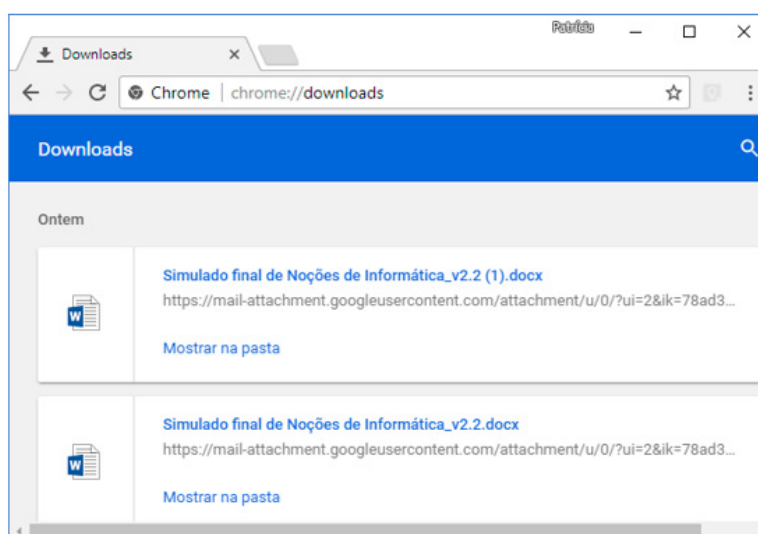 Patrícia
Downloads
Chrome | chrome://downloads
Downloads
Ontem
Simulado final de Noções de Informática_v2.2 (1).docx
https://mail-attachment.googleusercontent.com/attachment/u/0/?ui=2&ik=78ad3...
Mostrar na pasta
Simulado final de Noções de Informática_v2.2.docx
https://mail-attachment.googleusercontent.com/attachment/u/0/?ui=2&ik=78ad3...
Mostrar na pasta